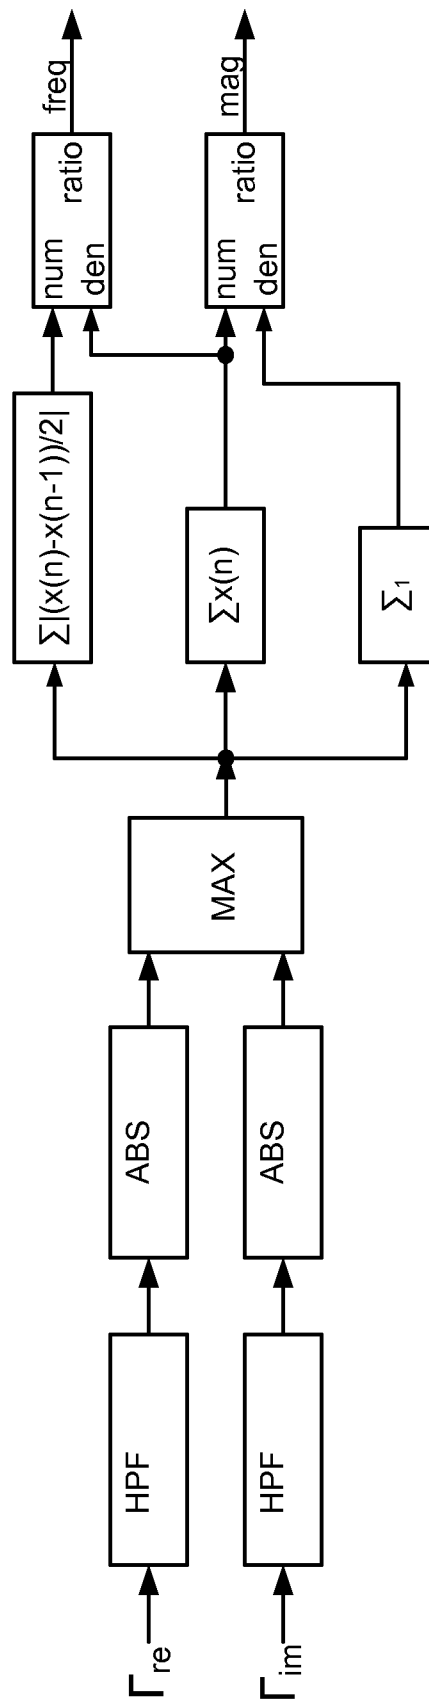 Γre
Γim
HPF
HPF
ABS
ABS
MAX
∑|(x(n)-x(n-1))/2|
∑x(n)
∑1
num
ratio
den
freq
num
ratio
den
mag